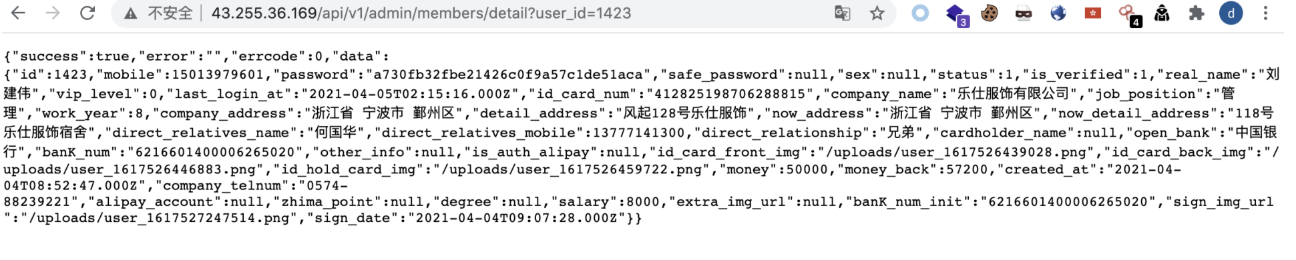 不安全 | 43.255.36.169/api/v1/admin/members/detail?user_id=1423
3
4
d
{"success":true,"error":"","errcode":0,"data":
{"id":1423,"mobile":15013979601,"password":"a730fb32fbe21426c0f9a57c1de51aca","safe_password":null,"sex":null,"status":1,"is_verified":1,"real_name":"刘
建伟","vip_level":0,"last_login_at":"2021-04-05T02:15:16.000Z","id_card_num":"412825198706288815","company_name":"乐仕服饰有限公司","job_position":"管
理","work_year":8,"company_address":"浙江省 宁波市 鄞州区","detail_address":"风起128号乐仕服饰","now_address":"浙江省 宁波市 鄞州区","now_detail_address":"118号
乐仕服饰宿舍","direct_relatives_name":"何国华","direct_relatives_mobile":13777141300,"direct_relationship":"兄弟","cardholder_name":null,"open_bank":"中国银
行","banK_num":"6216601400006265020","other_info":null,"is_auth_alipay":null,"id_card_front_img":"/uploads/user_1617526439028.png","id_card_back_img":"/
uploads/user_1617526446883.png","id_hold_card_img":"/uploads/user_1617526459722.png","money":50000,"money_back":57200,"created_at":"2021-04-
04T08:52:47.000Z","company_telnum":"0574-
88239221","alipay_account":null,"zhima_point":null,"degree":null,"salary":8000,"extra_img_url":null,"banK_num_init":"6216601400006265020","sign_img_url
":"/uploads/user_1617527247514.png","sign_date":"2021-04-04T09:07:28.000Z"}}